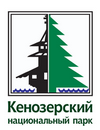 Кенозерский
национальный парк